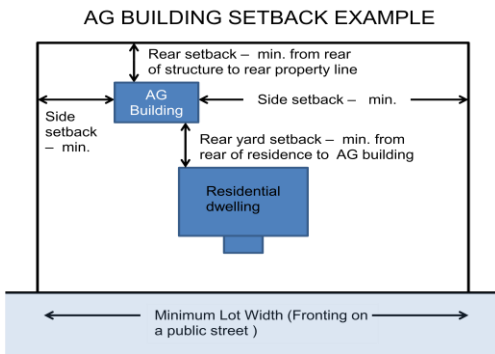 AG BUILDING SETBACK EXAMPLE
Rear setback – min. from rear
of structure to rear property line
AG
Building
Side setback – min.
Side
setback
– min.
Rear yard setback – min. from
rear of residence to AG building
Residential
dwelling
Minimum Lot Width (Fronting on
a public street )